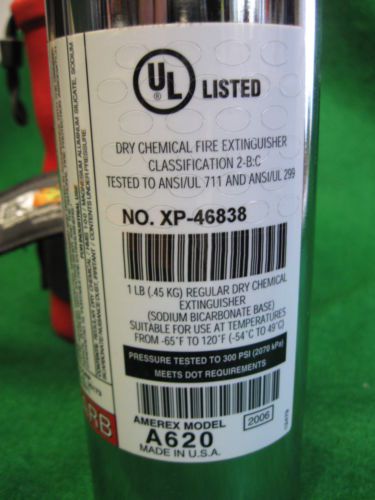 UL
®
LISTED
DRY CHEMICAL FIRE EXTINGUISHER
CLASSIFICATION 2-B:C
TESTED TO ANSI/UL 711 AND ANSI/UL 299
NO. XP-46838
1 LB (.45 KG) REGULAR DRY CHEMICAL
EXTINGUISHER
(SODIUM BICARBONATE BASE)
SUITABLE FOR USE AT TEMPERATURES
FROM -65°F TO 120°F (-54°C TO 49°C)
PRESSURE TESTED TO 300 PSI (2070 kPa)
MEETS DOT REQUIREMENTS
AMEREX MODEL
A620
MADE IN U.S.A.
2006
FOR INDUSTRIAL USE